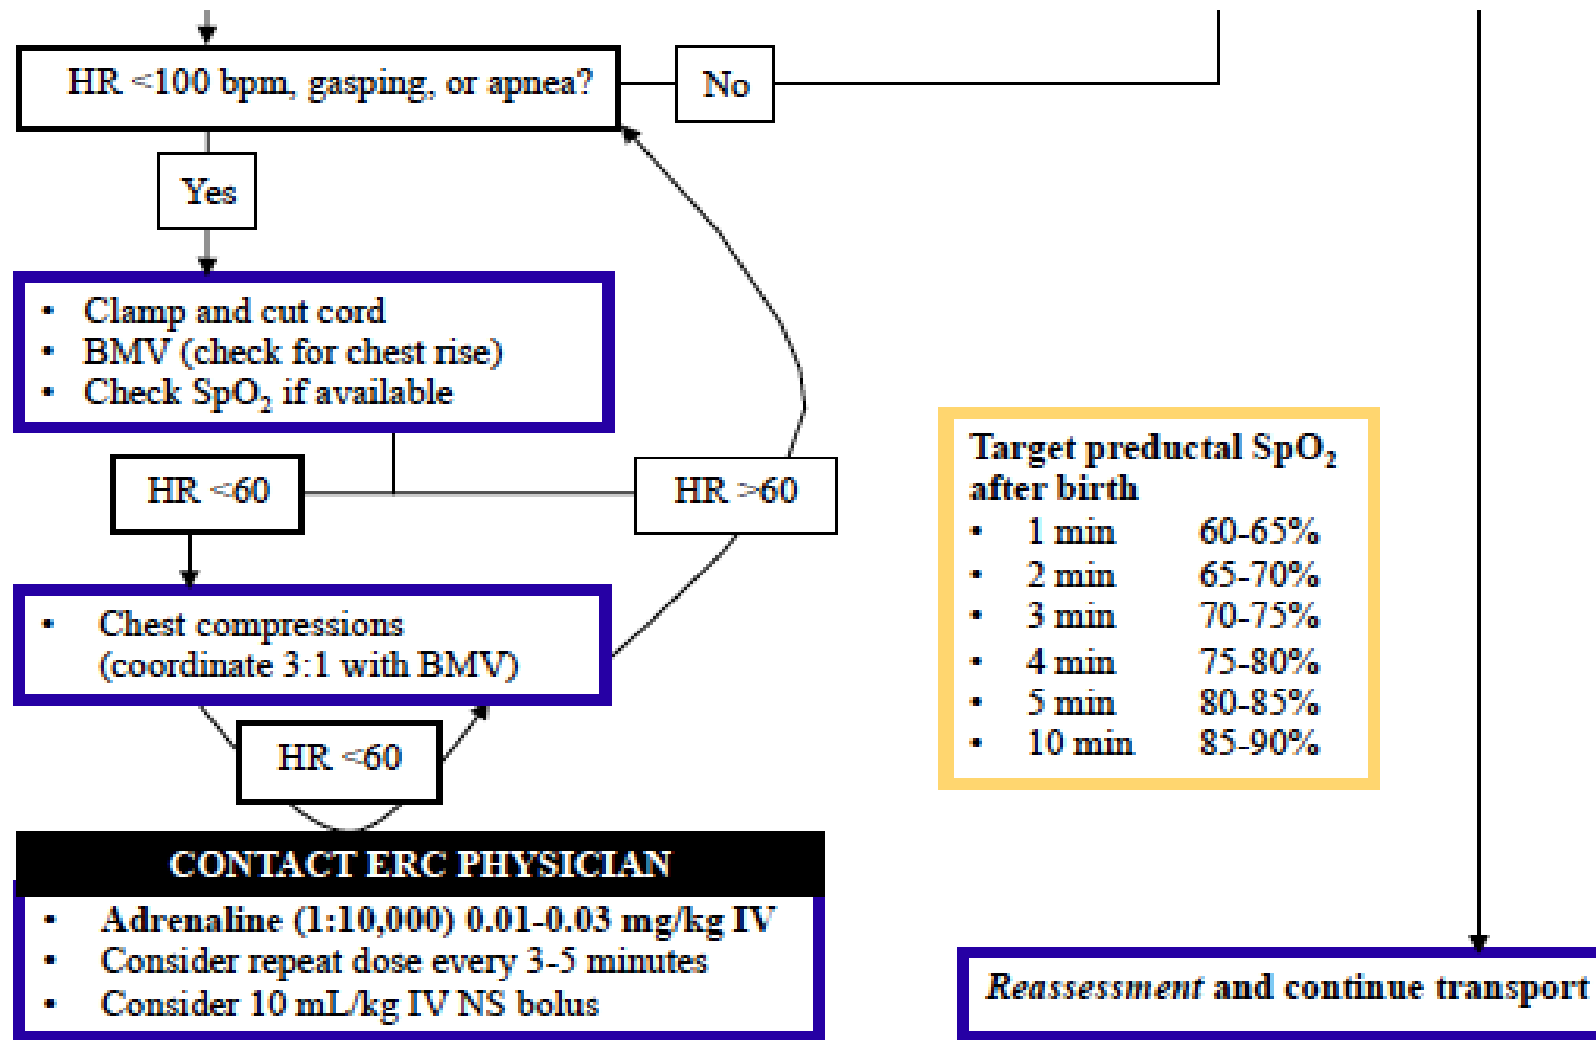 HR <100 bpm, gasping, or apnea?
No
Yes
• Clamp and cut cord
• BMV (check for chest rise)
• Check SpO₂ if available
HR <60
HR >60
• Chest compressions
(coordinate 3:1 with BMV)
HR <60
CONTACT ERC PHYSICIAN
• Adrenaline (1:10,000) 0.01-0.03 mg/kg IV
• Consider repeat dose every 3-5 minutes
• Consider 10 mL/kg IV NS bolus
Target preductal SpO₂
after birth
• 1 min 60-65%
• 2 min 65-70%
• 3 min 70-75%
• 4 min 75-80%
• 5 min 80-85%
• 10 min 85-90%
Reassessment and continue transport